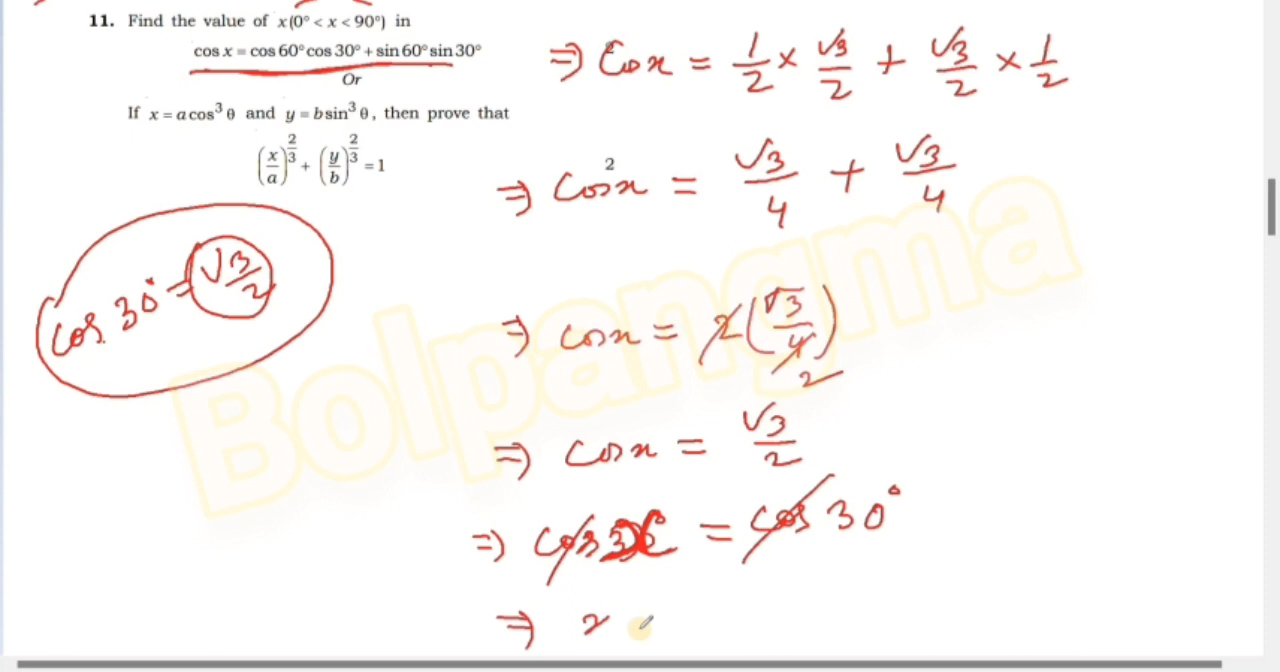 11. Find the value of x(0° < x < 90°) in
cos x = cos 60° cos 30° + sin 60° sin 30°
Or
If x = a cos³ θ and y = b sin³ θ, then prove that
(x/a)^(2/3) + (y/b)^(2/3) = 1
cos 30° = √3/2
⇒ Cos x = 1/2 × √3/2 + √3/2 × 1/2
⇒ Cos x 2 = √3/4 + √3/4
⇒ cos x = 2(√3/4) 2
⇒ cos x = √3/2
⇒ cos x = cos 30°
⇒ x
Bolpangma